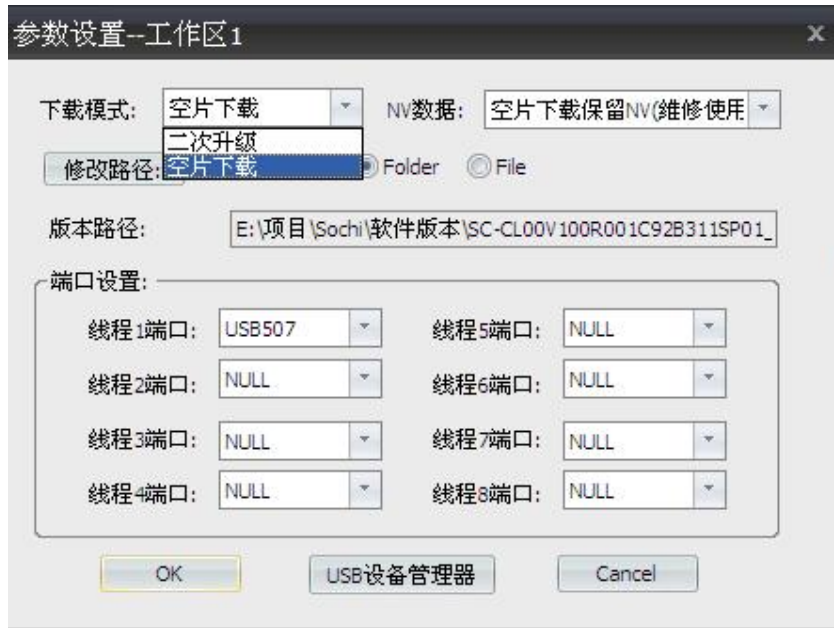 参数设置--工作区1
下载模式: 空片下载 NV数据: 空片下载保留NV(维修使用
二次升级
修改路径: 空片下载 Folder File
版本路径: E:\项目\Sochi\软件版本\SC-CL00V100R001C92B311SP01_
端口设置:
线程1端口: USB507 线程5端口: NULL
线程2端口: NULL 线程6端口: NULL
线程3端口: NULL 线程7端口: NULL
线程4端口: NULL 线程8端口: NULL
OK USB设备管理器 Cancel